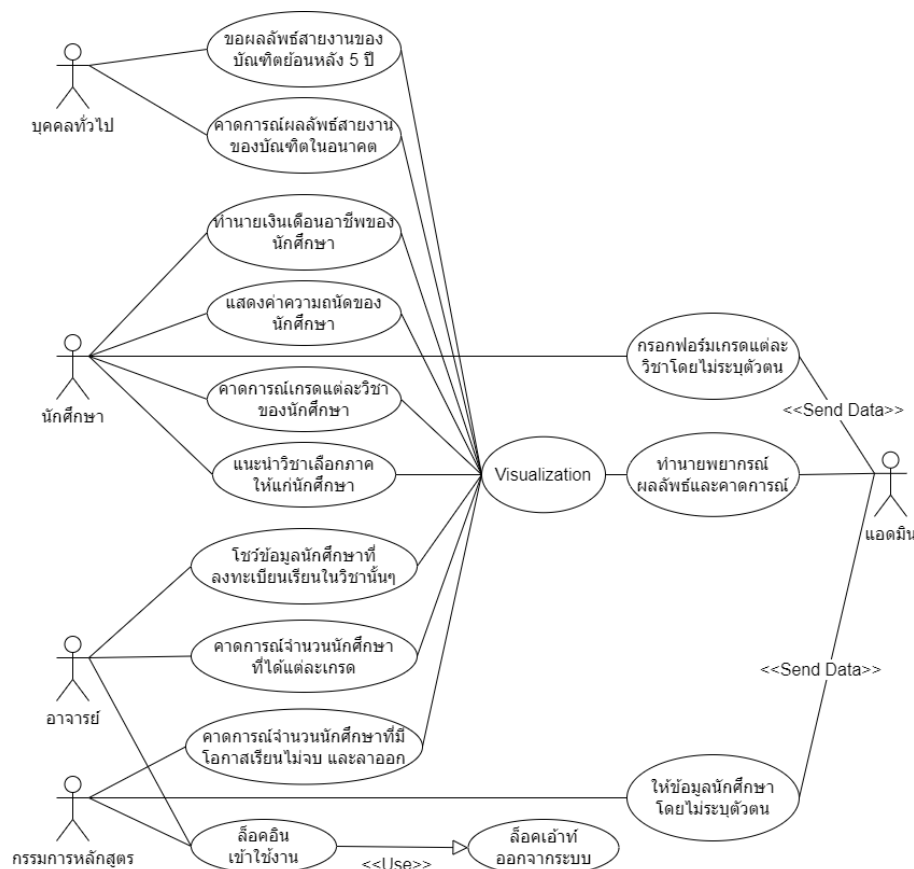 ขอผลลัพธ์สายงานของ
บัณฑิตย้อนหลัง 5 ปี
บุคคลทั่วไป
คาดการณ์ผลลัพธ์สายงาน
ของบัณฑิตในอนาคต
ทำนายเงินเดือนอาชีพของ
นักศึกษา
แสดงค่าความถนัดของ
นักศึกษา
นักศึกษา
กรอกฟอร์มเกรดแต่ละ
วิชาโดยไม่ระบุตัวตน
คาดการณ์เกรดแต่ละวิชา
ของนักศึกษา
<<Send Data>>
แนะนำวิชาเลือกภาค
ให้แก่นักศึกษา
Visualization
ทำนายพยากรณ์
ผลลัพธ์และคาดการณ์
แอดมิน
โชว์ข้อมูลนักศึกษาที่
ลงทะเบียนเรียนในวิชานั้นๆ
คาดการณ์จำนวนนักศึกษา
ที่ได้แต่ละเกรด
<<Send Data>>
อาจารย์
คาดการณ์จำนวนนักศึกษาที่มี
โอกาสเรียนไม่จบ และลาออก
ให้ข้อมูลนักศึกษา
โดยไม่ระบุตัวตน
กรรมการหลักสูตร
ล็อคอิน
เข้าใช้งาน
<<Use>>
ล็อคเอ้าท์
ออกจากระบบ